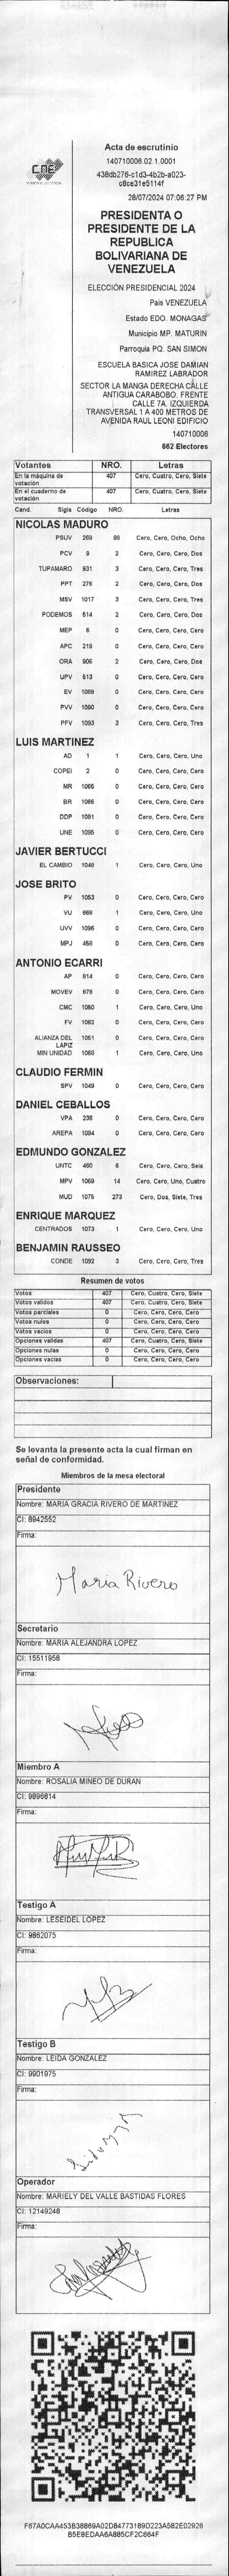 CNE
Acta de escrutinio
140710006.02.1.0001
438db276-c1d3-4b2b-a023-
c8ce31e5114f
28/07/2024 07:06:27 PM
PRESIDENTA O
PRESIDENTE DE LA
REPUBLICA
BOLIVARIANA DE
VENEZUELA
ELECCIÓN PRESIDENCIAL 2024
País VENEZUELA
Estado EDO. MONAGAS
Municipio MP. MATURIN
Parroquia PQ. SAN SIMON
ESCUELA BASICA JOSE DAMIAN
RAMIREZ LABRADOR
SECTOR LA MANGA DERECHA CALLE
ANTIGUA CARABOBO. FRENTE
CALLE 7A. IZQUIERDA
TRANSVERSAL 1 A 400 METROS DE
AVENIDA RAUL LEONI EDIFICIO
140710006
662 Electores
Votantes NRO. Letras
En la máquina de votación 407 Cero, Cuatro, Cero, Siete
En el cuaderno de votación 407 Cero, Cuatro, Cero, Siete
Cand. Sigla Código NRO. Letras
NICOLAS MADURO
PSUV 269 88 Cero, Cero, Ocho, Ocho
PCV 9 2 Cero, Cero, Cero, Dos
TUPAMARO 931 3 Cero, Cero, Cero, Tres
PPT 276 2 Cero, Cero, Cero, Dos
MSV 1017 3 Cero, Cero, Cero, Tres
PODEMOS 514 2 Cero, Cero, Cero, Dos
MEP 6 0 Cero, Cero, Cero, Cero
APC 219 0 Cero, Cero, Cero, Cero
ORA 906 2 Cero, Cero, Cero, Dos
UPV 513 0 Cero, Cero, Cero, Cero
EV 1089 0 Cero, Cero, Cero, Cero
PVV 1090 0 Cero, Cero, Cero, Cero
PFV 1093 3 Cero, Cero, Cero, Tres
LUIS MARTINEZ
AD 1 1 Cero, Cero, Cero, Uno
COPEI 2 0 Cero, Cero, Cero, Cero
MR 1065 0 Cero, Cero, Cero, Cero
BR 1066 0 Cero, Cero, Cero, Cero
DDP 1091 0 Cero, Cero, Cero, Cero
UNE 1095 0 Cero, Cero, Cero, Cero
JAVIER BERTUCCI
EL CAMBIO 1048 1 Cero, Cero, Cero, Uno
JOSE BRITO
PV 1053 0 Cero, Cero, Cero, Cero
VU 868 1 Cero, Cero, Cero, Uno
UVV 1096 0 Cero, Cero, Cero, Cero
MPJ 458 0 Cero, Cero, Cero, Cero
ANTONIO ECARRI
AP 814 0 Cero, Cero, Cero, Cero
MOVEV 878 0 Cero, Cero, Cero, Cero
CMC 1050 1 Cero, Cero, Cero, Uno
FV 1062 0 Cero, Cero, Cero, Cero
ALIANZA DEL LAPIZ 1051 0 Cero, Cero, Cero, Cero
MIN UNIDAD 1059 1 Cero, Cero, Cero, Uno
CLAUDIO FERMIN
SPV 1049 0 Cero, Cero, Cero, Cero
DANIEL CEBALLOS
VPA 236 0 Cero, Cero, Cero, Cero
AREPA 1094 0 Cero, Cero, Cero, Cero
EDMUNDO GONZALEZ
UNTC 460 6 Cero, Cero, Cero, Seis
MPV 1069 14 Cero, Cero, Uno, Cuatro
MUD 1075 273 Cero, Dos, Siete, Tres
ENRIQUE MARQUEZ
CENTRADOS 1073 1 Cero, Cero, Cero, Uno
BENJAMIN RAUSSEO
CONDE 1092 3 Cero, Cero, Cero, Tres
Resumen de votos
Votos 407 Cero, Cuatro, Cero, Siete
Votos validos 407 Cero, Cuatro, Cero, Siete
Votos parciales 0 Cero, Cero, Cero, Cero
Votos nulos 0 Cero, Cero, Cero, Cero
Votos vacios 0 Cero, Cero, Cero, Cero
Opciones validas 407 Cero, Cuatro, Cero, Siete
Opciones nulas 0 Cero, Cero, Cero, Cero
Opciones vacias 0 Cero, Cero, Cero, Cero
Observaciones:
Se levanta la presente acta la cual firman en
señal de conformidad.
Miembros de la mesa electoral
Presidente
Nombre: MARIA GRACIA RIVERO DE MARTINEZ
CI: 8942552
Firma:
Maria Rivero
Secretario
Nombre: MARIA ALEJANDRA LOPEZ
CI: 15511958
Firma:
Miembro A
Nombre: ROSALIA MINEO DE DURAN
CI: 9896814
Firma:
Testigo A
Nombre: LESEIDEL LOPEZ
CI: 9862075
Firma:
Testigo B
Nombre: LEIDA GONZALEZ
CI: 9901975
Firma:
Operador
Nombre: MARIELY DEL VALLE BASTIDAS FLORES
CI: 12149248
Firma:
F67A0CAA453B38869A02D84773189D223A582E02926
B5E8EDAA6A885CF2C664F